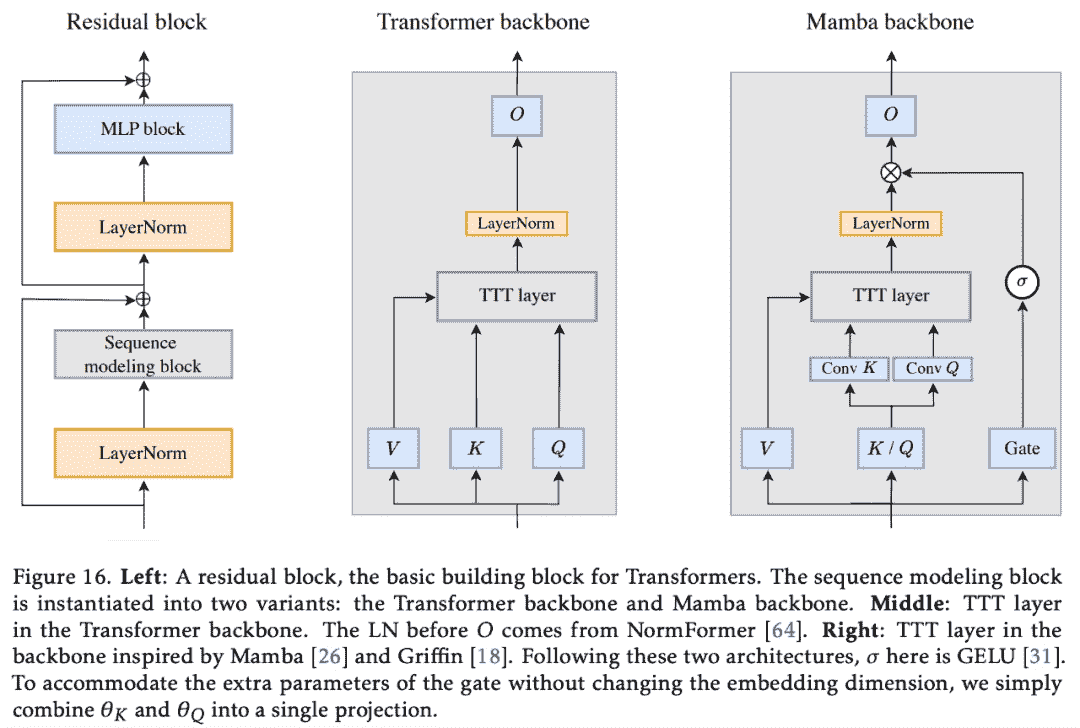 Residual block
MLP block
LayerNorm
Sequence
modeling block
LayerNorm
Transformer backbone
O
LayerNorm
TTT layer
V
K
Q
Mamba backbone
O
LayerNorm
TTT layer
σ
Conv K
Conv Q
V
K / Q
Gate
Figure 16. Left: A residual block, the basic building block for Transformers. The sequence modeling block
is instantiated into two variants: the Transformer backbone and Mamba backbone. Middle: TTT layer
in the Transformer backbone. The LN before O comes from NormFormer [64]. Right: TTT layer in the
backbone inspired by Mamba [26] and Griffin [18]. Following these two architectures, σ here is GELU [31].
To accommodate the extra parameters of the gate without changing the embedding dimension, we simply
combine θK and θQ into a single projection.